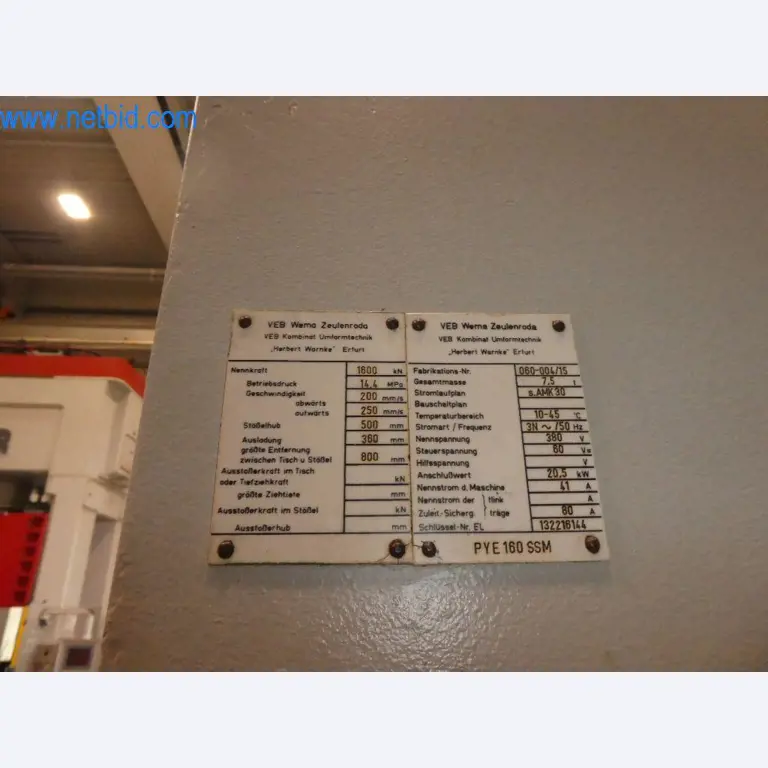 www.netbid.com
VEB Wema Zeulenroda
VEB Kombinat Umformtechnik
„Herbert Warnke" Erfurt
Nennkraft 1600 kN
Betriebsdruck 14,4 MPa
Geschwindigkeit
abwärts 200 mm/s
aufwärts 250 mm/s
Stößelhub 500 mm
Ausladung 380 mm
größte Entfernung
zwischen Tisch u Stößel 800 mm
Ausstoßerkraft im Tisch
oder Tiefziehkraft kN
größte Ziehtiefe mm
Ausstoßerkraft im Stößel kN
Ausstoßerhub mm
VEB Wema Zeulenroda
VEB Kombinat Umformtechnik
„Herbert Warnke" Erfurt
Fabrikations-Nr. 060-004/15
Gesamtmasse 7,5 t
Stromlaufplan s.AMK30
Bauscheltplan
Temperaturbereich 10-45 °C
Stromart / Frequenz 3N ~ /50 Hz
Nennspannung 380 V
Steuerspannung 60 V=
Hilfsspannung V
Anschlußwert 20,5 kW
Nennstrom d. Maschine 41 A
Nennstrom der flink A
Zuleit.-Sicherg. träge 80 A
Schlüssel-Nr. EL 132216144
PYE 160 SSM